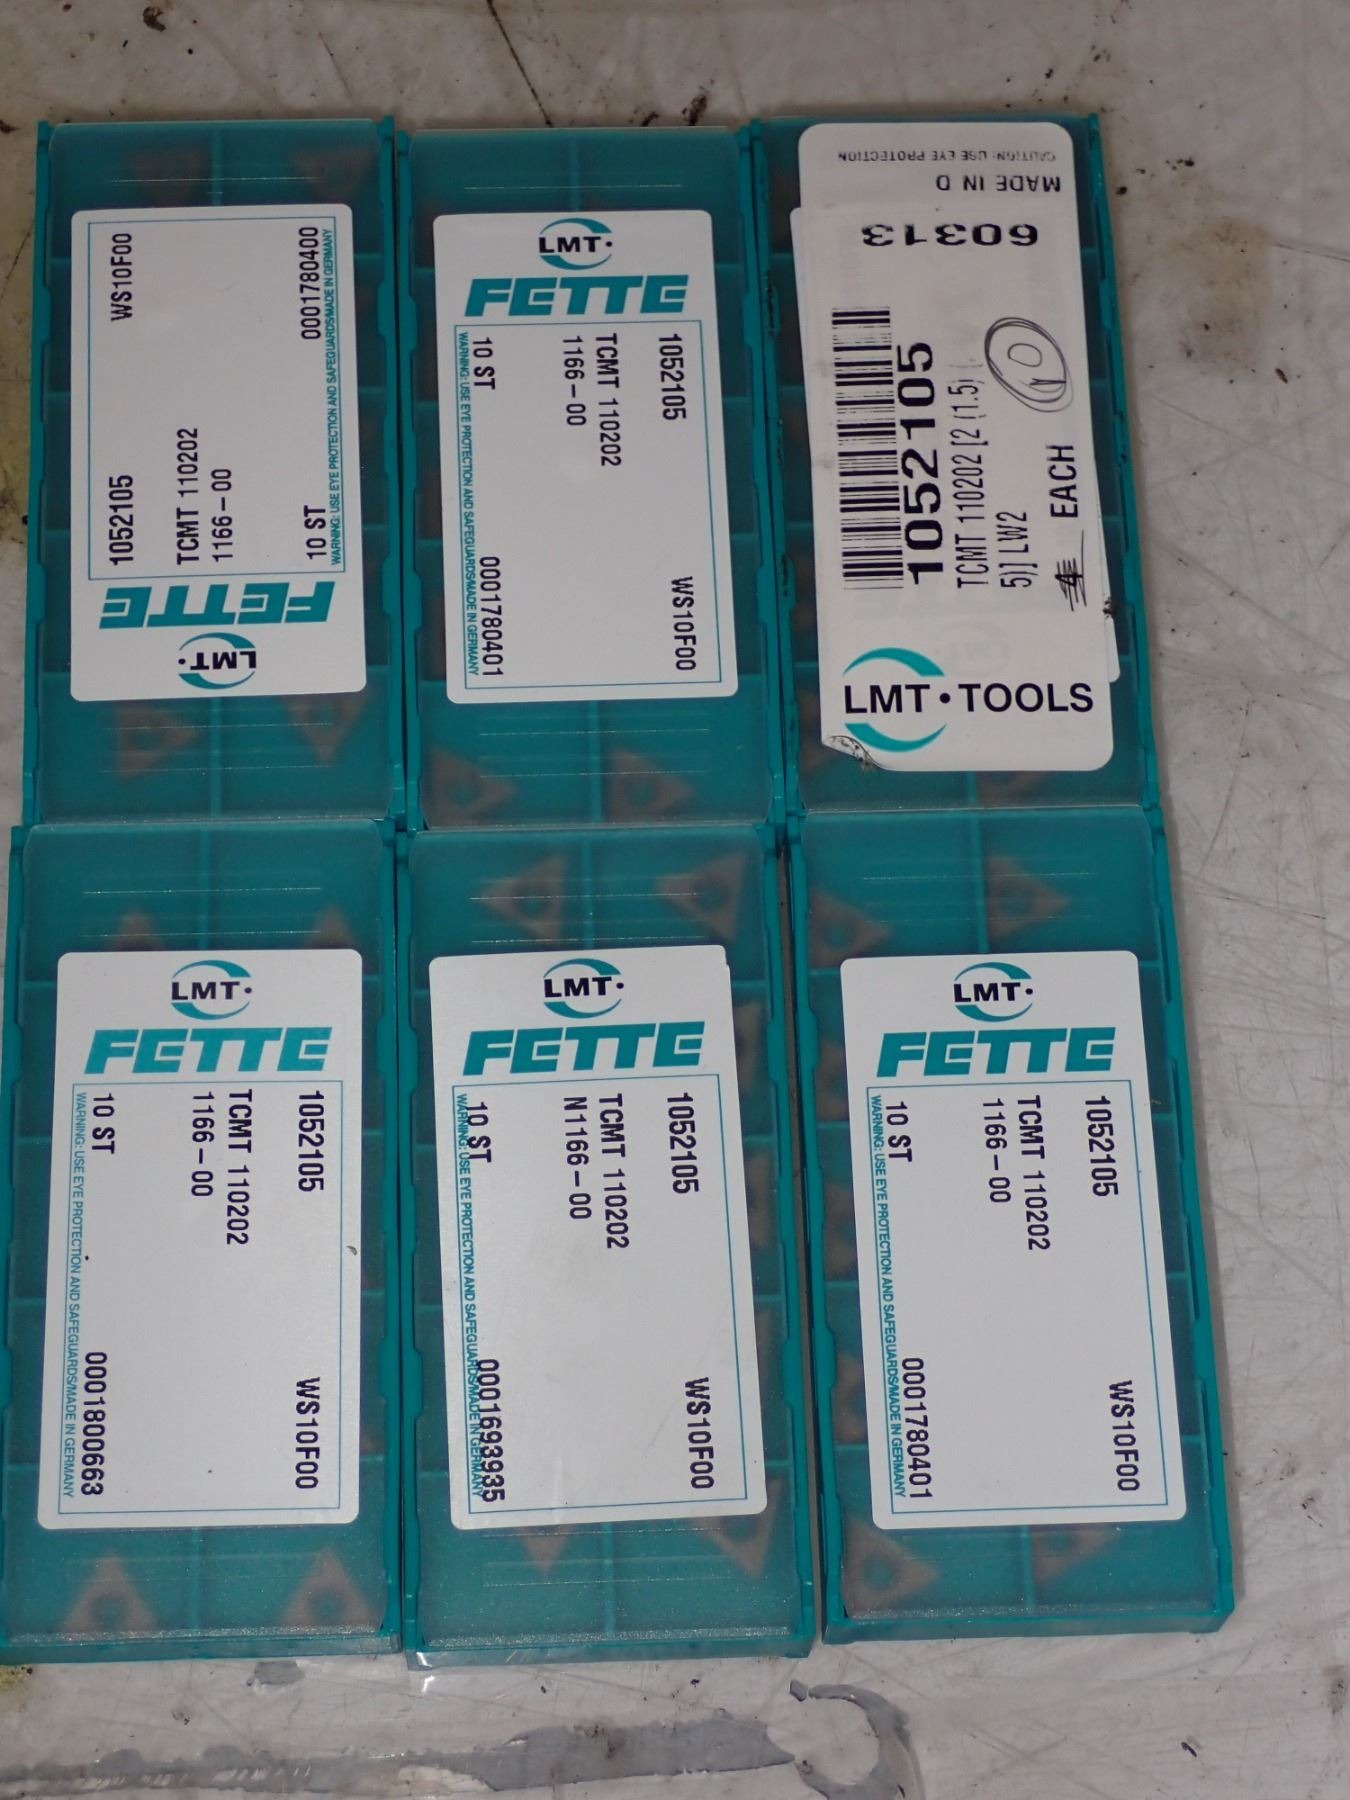 1052105
WS10F00
TCMT 110202
1166-00
10 ST
0001780400
WARNING: USE EYE PROTECTION AND SAFEGUARDS/MADE IN GERMANY
LMT·
FETTE
LMT·
FETTE
1052105
WS10F00
TCMT 110202
1166-00
10 ST
0001780401
WARNING: USE EYE PROTECTION AND SAFEGUARDS/MADE IN GERMANY
CAUTION: USE EYE PROTECTION
MADE IN D
60313
1052105
TCMT 110202 [2 (1.5) (
5)] LW2
4 EACH
LMT·TOOLS
LMT·
FETTE
1052105
WS10F00
TCMT 110202
1166-00
10 ST
0001800663
WARNING: USE EYE PROTECTION AND SAFEGUARDS/MADE IN GERMANY
LMT·
FETTE
1052105
WS10F00
TCMT 110202
N1166-00
10 ST
0001693935
WARNING: USE EYE PROTECTION AND SAFEGUARDS/MADE IN GERMANY
LMT·
FETTE
1052105
WS10F00
TCMT 110202
1166-00
10 ST
0001780401
WARNING: USE EYE PROTECTION AND SAFEGUARDS/MADE IN GERMANY